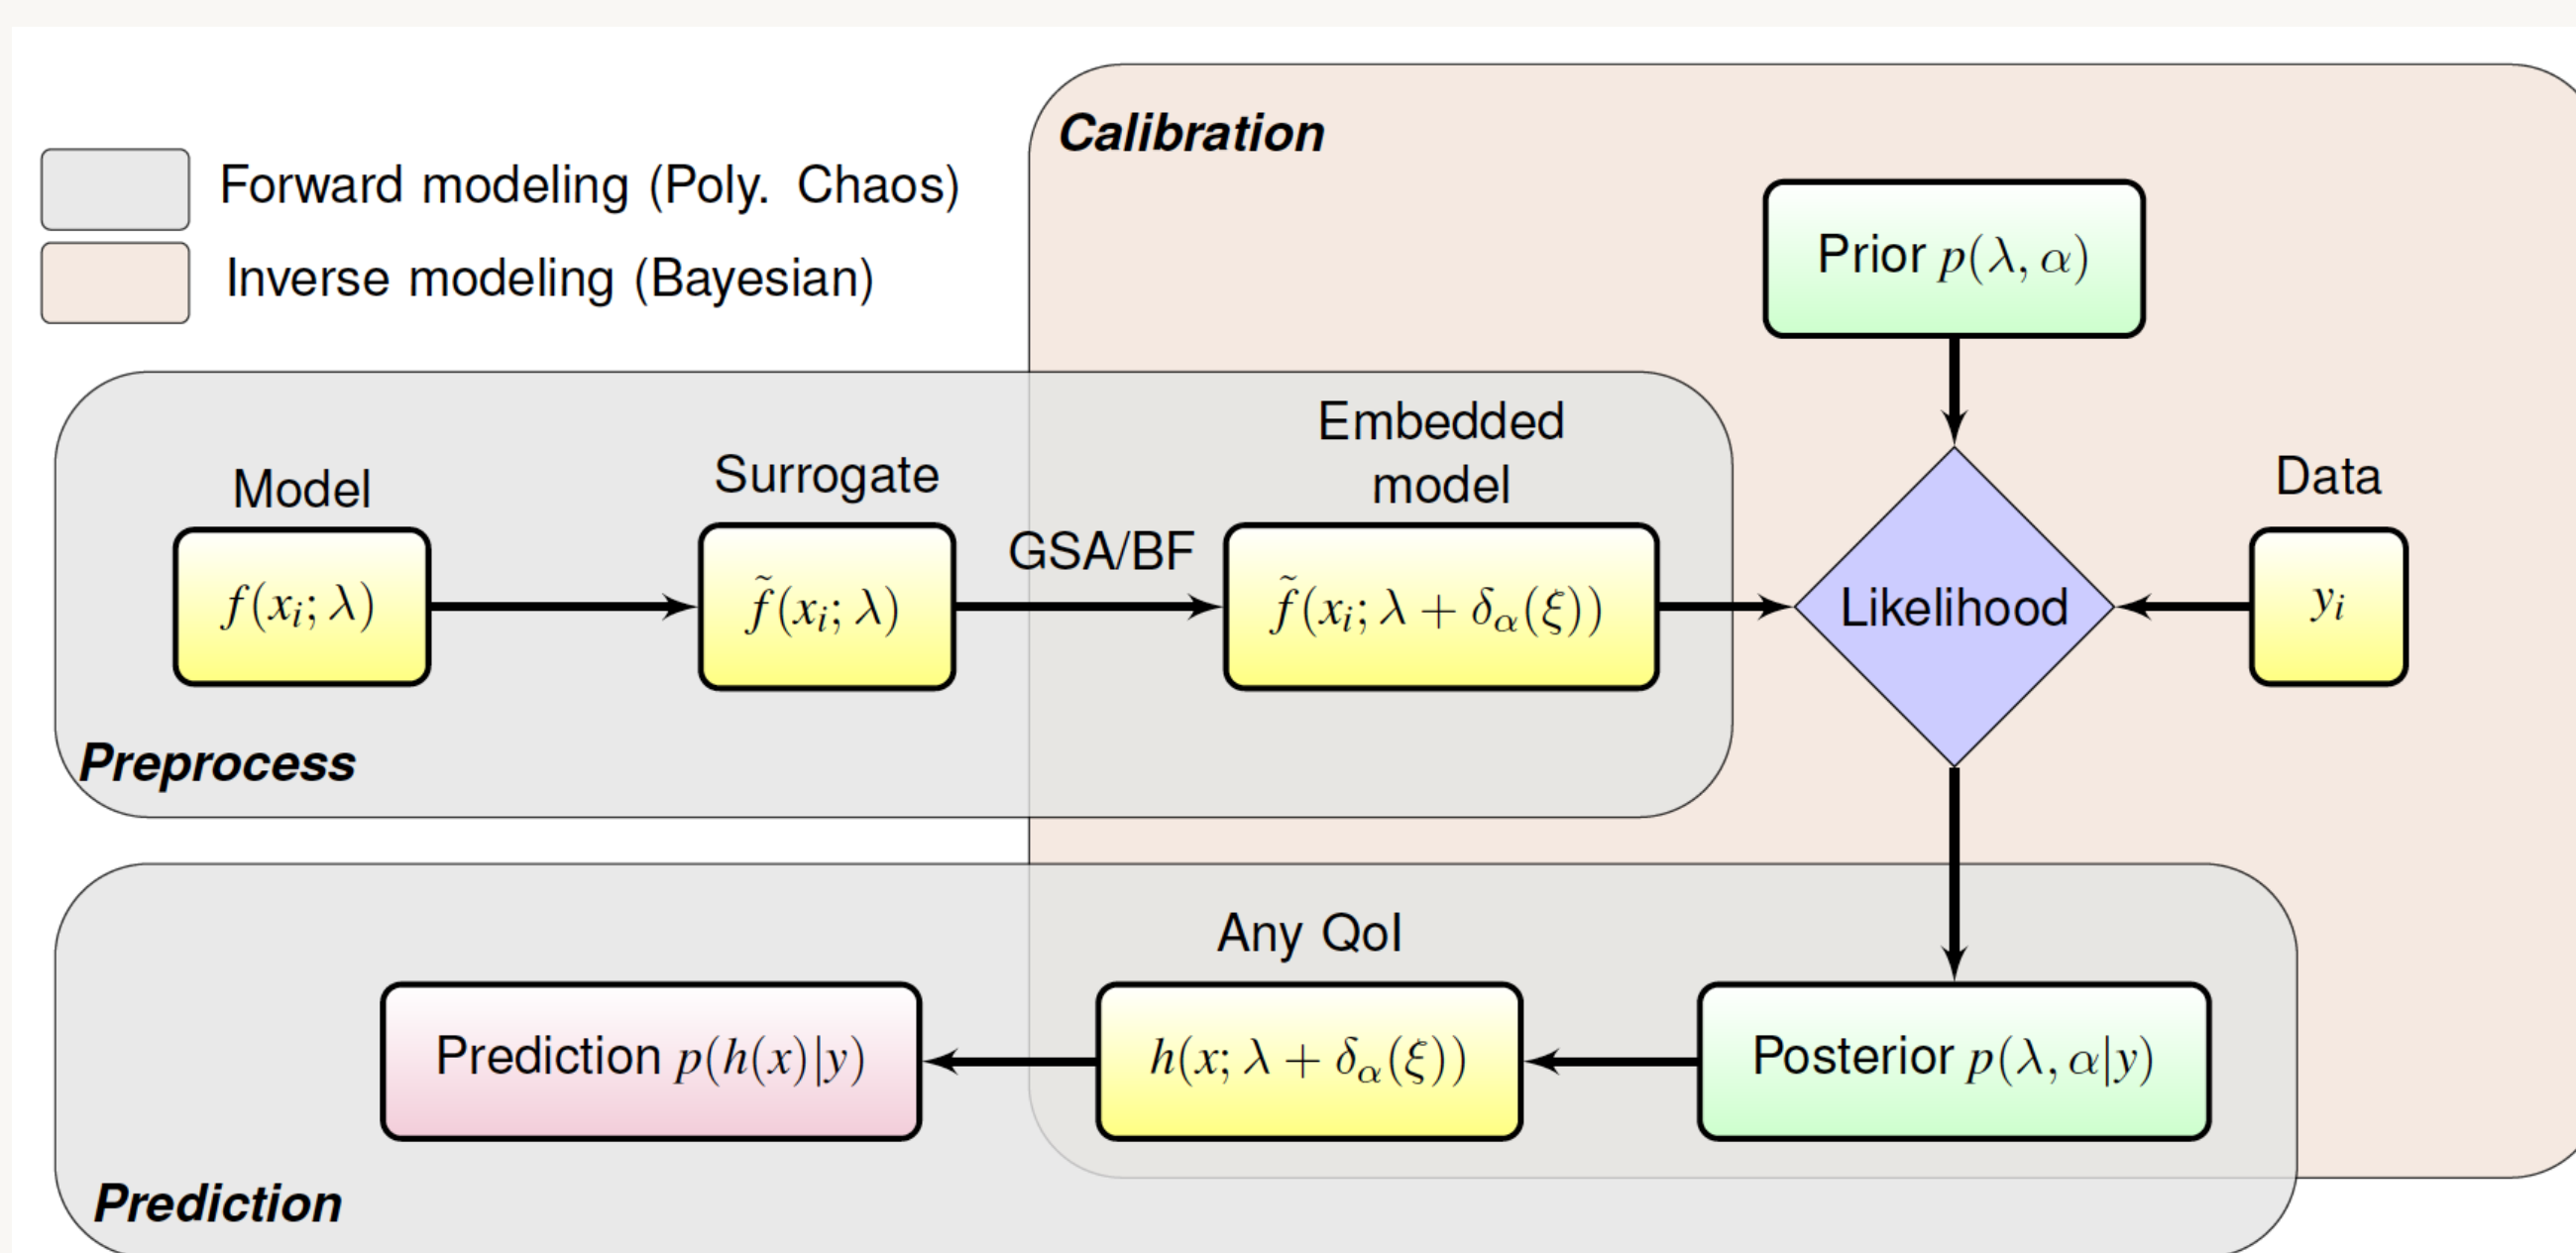 Calibration
Forward modeling (Poly. Chaos)
Inverse modeling (Bayesian)
Prior p(λ, α)
Embedded
model
Model
Surrogate
Data
GSA/BF
f(xᵢ; λ)
f̃(xᵢ; λ)
f̃(xᵢ; λ + δ_α(ξ))
Likelihood
yᵢ
Preprocess
Any QoI
Prediction p(h(x)|y)
h(x; λ + δ_α(ξ))
Posterior p(λ, α|y)
Prediction